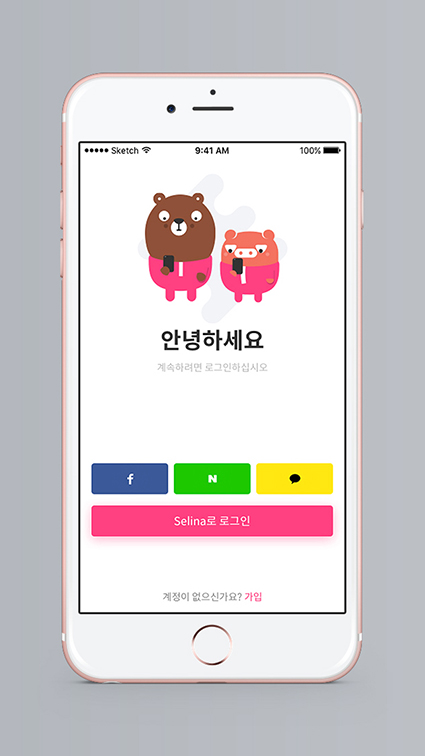 Sketch 9:41 AM 100%
안녕하세요
계속하려면 로그인하십시오
f N
Selina로 로그인
계정이 없으신가요? 가입